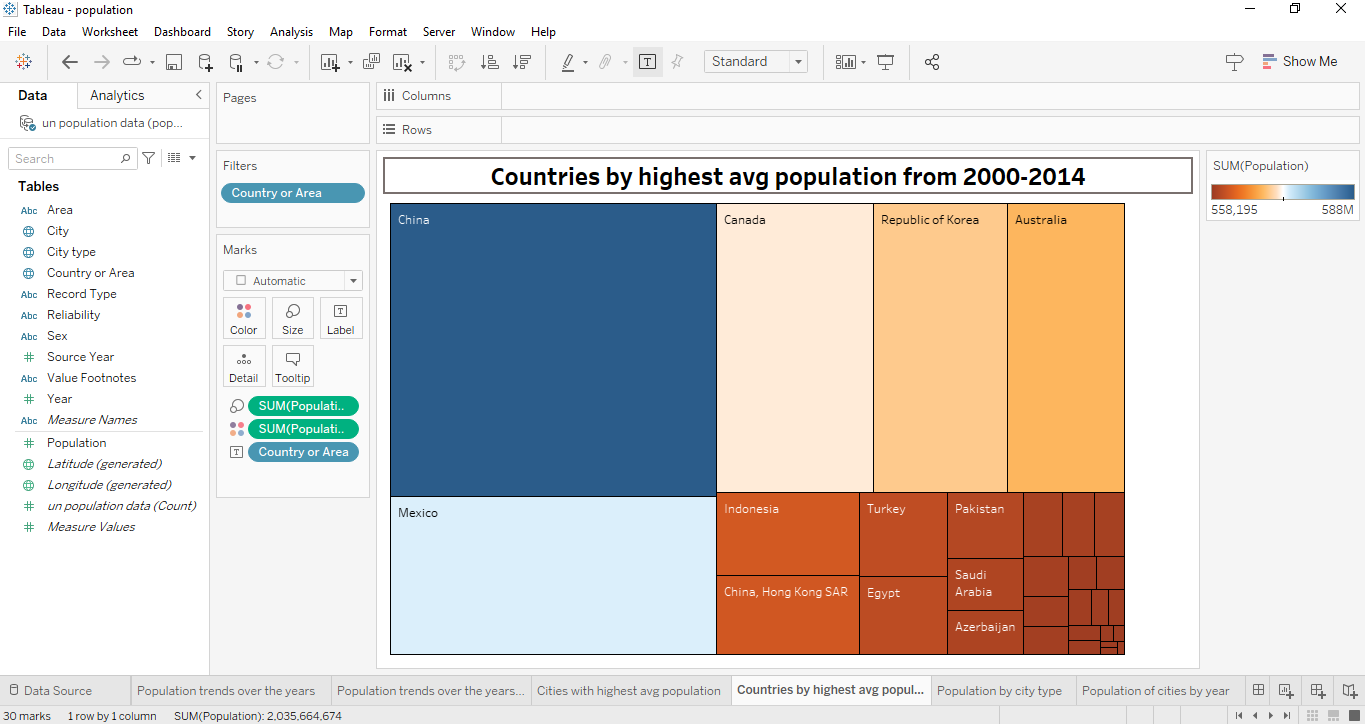 Tableau - population
File Data Worksheet Dashboard Story Analysis Map Format Server Window Help
Standard
Show Me
Data Analytics
un population data (pop...
Search
Tables
Abc Area
City
City type
Country or Area
Abc Record Type
Abc Reliability
Abc Sex
Source Year
Abc Value Footnotes
Year
Abc Measure Names
Population
Latitude (generated)
Longitude (generated)
un population data (Count)
Measure Values
Pages
Filters
Country or Area
Marks
Automatic
Color Size Label
Detail Tooltip
SUM(Populati..
SUM(Populati..
Country or Area
Columns
Rows
Countries by highest avg population from 2000-2014
China
Canada
Republic of Korea
Australia
Mexico
Indonesia
Turkey
Pakistan
China, Hong Kong SAR
Egypt
Saudi
Arabia
Azerbaijan
SUM(Population)
558,195 588M
Data Source
Population trends over the years
Population trends over the years...
Cities with highest avg population
Countries by highest avg popul...
Population by city type
Population of cities by year
30 marks 1 row by 1 column SUM(Population): 2,035,664,674